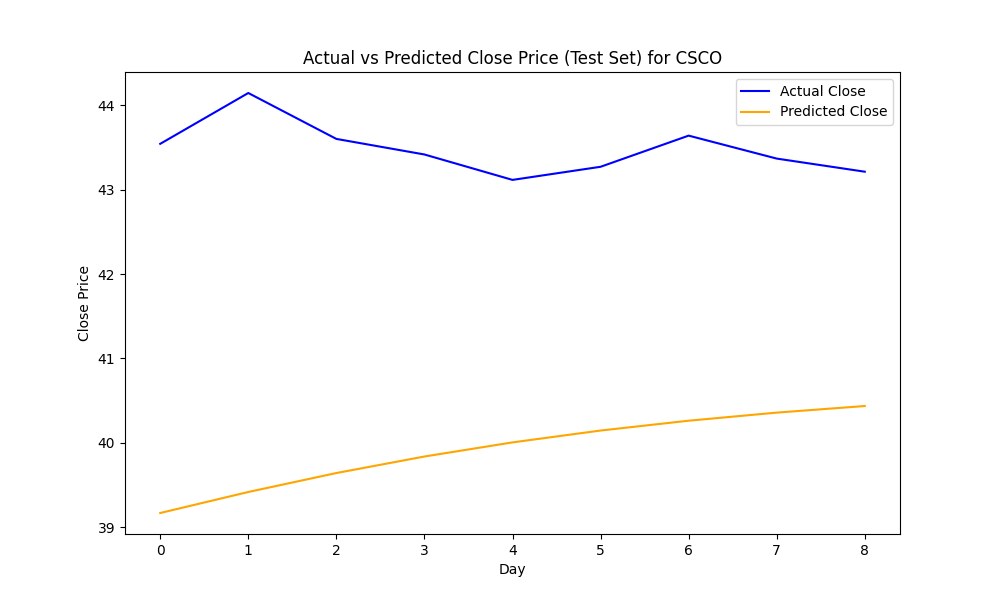 Actual vs Predicted Close Price (Test Set) for CSCO
Actual Close
Predicted Close
44
43
42
41
40
39
Close Price
0 1 2 3 4 5 6 7 8
Day